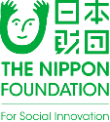 日本
財団
THE NIPPON
FOUNDATION
For Social Innovation